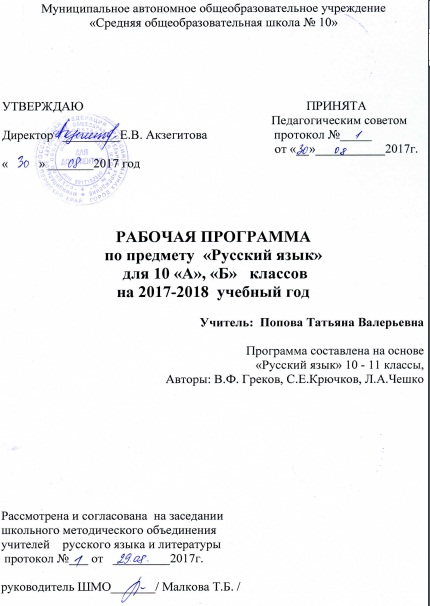 Муниципальное автономное общеобразовательное учреждение
«Средняя общеобразовательная школа № 10»
УТВЕРЖДАЮ ПРИНЯТА
Педагогическим советом
Директор Е.В. Акзегитова протокол № 1
от «30» 08 2017г.
« 30 » 08 2017 год
ДЛЯ
ДОКУМЕНТОВ
РАБОЧАЯ ПРОГРАММА
по предмету «Русский язык»
для 10 «А», «Б» классов
на 2017-2018 учебный год
Учитель: Попова Татьяна Валерьевна
Программа составлена на основе
«Русский язык» 10 - 11 классы,
Авторы: В.Ф. Греков, С.Е.Крючков, Л.А.Чешко
Рассмотрена и согласована на заседании
школьного методического объединения
учителей русского языка и литературы
протокол № 1 от 29.08. 2017г.
руководитель ШМО / Малкова Т.Б. /